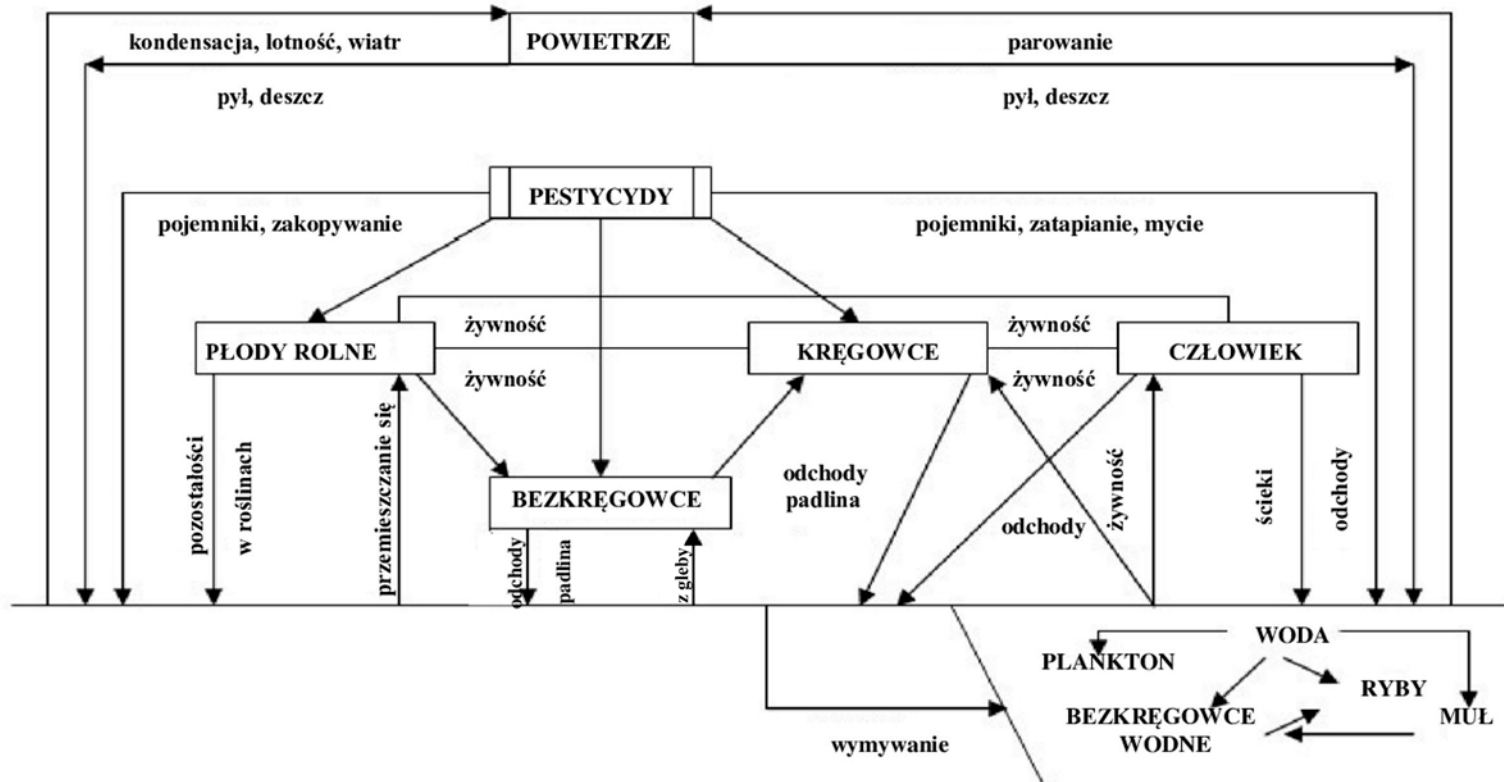 kondensacja, lotność, wiatr
POWIETRZE
parowanie
pył, deszcz
pył, deszcz
PESTYCYDY
pojemniki, zakopywanie
pojemniki, zatapianie, mycie
żywność
żywność
PŁODY ROLNE
KRĘGOWCE
CZŁOWIEK
żywność
żywność
pozostałości
w roślinach
przemieszczanie się
BEZKRĘGOWCE
odchody
padlina
odchody
padlina
z gleby
odchody
żywność
ścieki
odchody
WODA
PLANKTON
RYBY
BEZKRĘGOWCE
WODNE
MUŁ
wymywanie